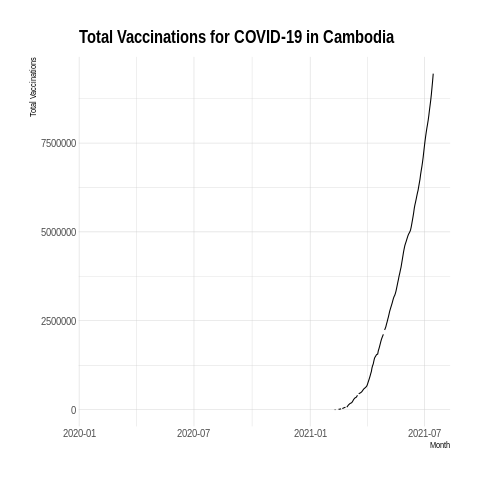 Total Vaccinations for COVID-19 in Cambodia
Total Vaccinations
7500000
5000000
2500000
0
2020-01 2020-07 2021-01 2021-07
Month